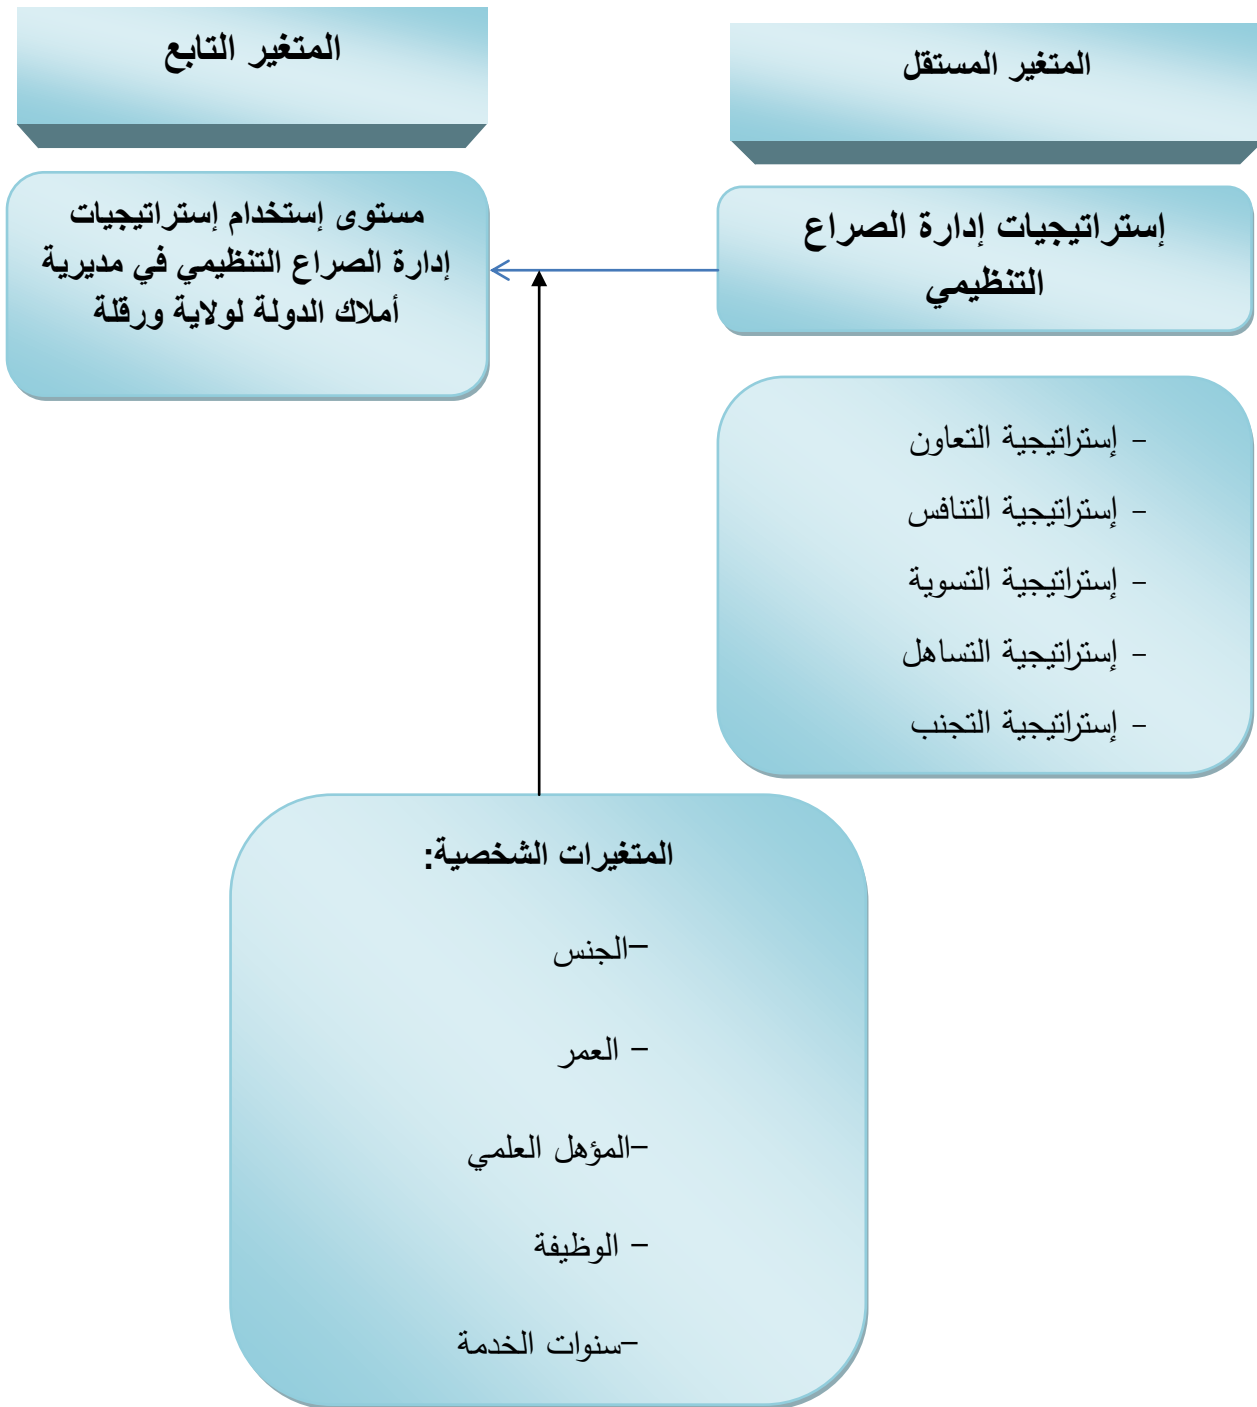 المتغير المستقل
المتغير التابع
إستراتيجيات إدارة الصراع
التنظيمي
مستوى إستخدام إستراتيجيات
إدارة الصراع التنظيمي في مديرية
أملاك الدولة لولاية ورقلة
- إستراتيجية التعاون
- إستراتيجية التنافس
- إستراتيجية التسوية
- إستراتيجية التساهل
- إستراتيجية التجنب
المتغيرات الشخصية:
-الجنس
- العمر
-المؤهل العلمي
- الوظيفة
-سنوات الخدمة